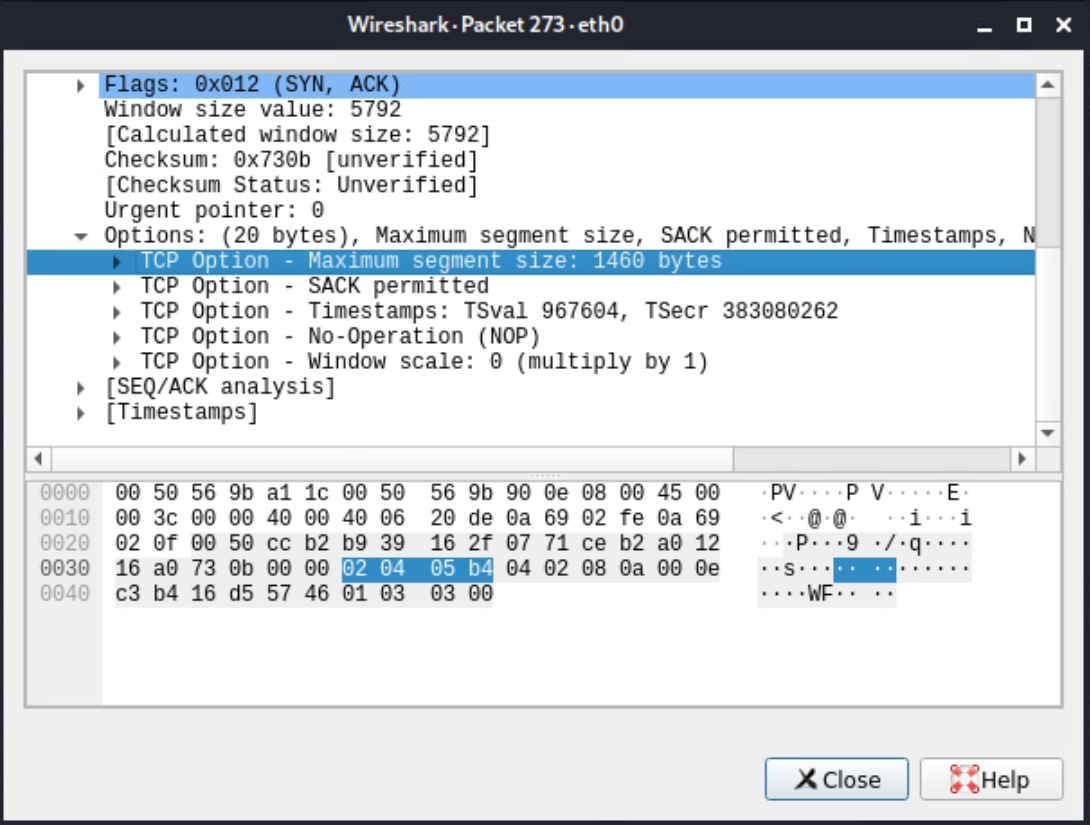 Wireshark · Packet 273 · eth0
Flags: 0x012 (SYN, ACK)
Window size value: 5792
[Calculated window size: 5792]
Checksum: 0x730b [unverified]
[Checksum Status: Unverified]
Urgent pointer: 0
Options: (20 bytes), Maximum segment size, SACK permitted, Timestamps, N
TCP Option - Maximum segment size: 1460 bytes
TCP Option - SACK permitted
TCP Option - Timestamps: TSval 967604, TSecr 383080262
TCP Option - No-Operation (NOP)
TCP Option - Window scale: 0 (multiply by 1)
[SEQ/ACK analysis]
[Timestamps]
0000 00 50 56 9b a1 1c 00 50 56 9b 90 0e 08 00 45 00 ·PV····P V·····E·
0010 00 3c 00 00 40 00 40 06 20 de 0a 69 02 fe 0a 69 ·<··@·@· ··i···i
0020 02 0f 00 50 cc b2 b9 39 16 2f 07 71 ce b2 a0 12 ···P···9 ·/·q····
0030 16 a0 73 0b 00 00 02 04 05 b4 04 02 08 0a 00 0e ··s····· ········
0040 c3 b4 16 d5 57 46 01 03 03 00 ····WF·· ··
Close
Help